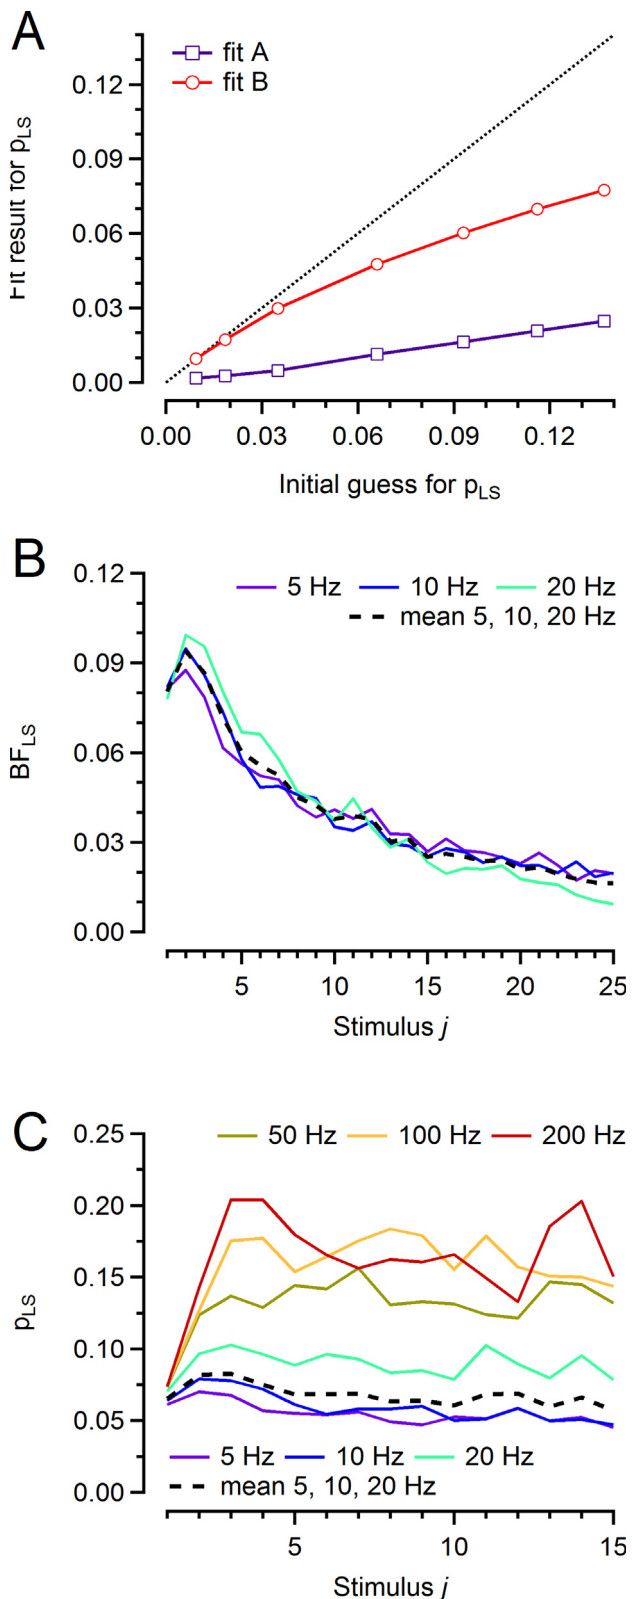 A
fit A
fit B
0.12
0.09
0.06
0.03
0.00
Fit result for pLS
0.00 0.03 0.06 0.09 0.12
Initial guess for pLS
B
0.12
0.09
0.06
0.03
0.00
5 Hz 10 Hz 20 Hz
mean 5, 10, 20 Hz
BFLS
5 10 15 20 25
Stimulus j
C
0.25
0.20
0.15
0.10
0.05
0.00
50 Hz 100 Hz 200 Hz
pLS
5 Hz 10 Hz 20 Hz
mean 5, 10, 20 Hz
5 10 15
Stimulus j